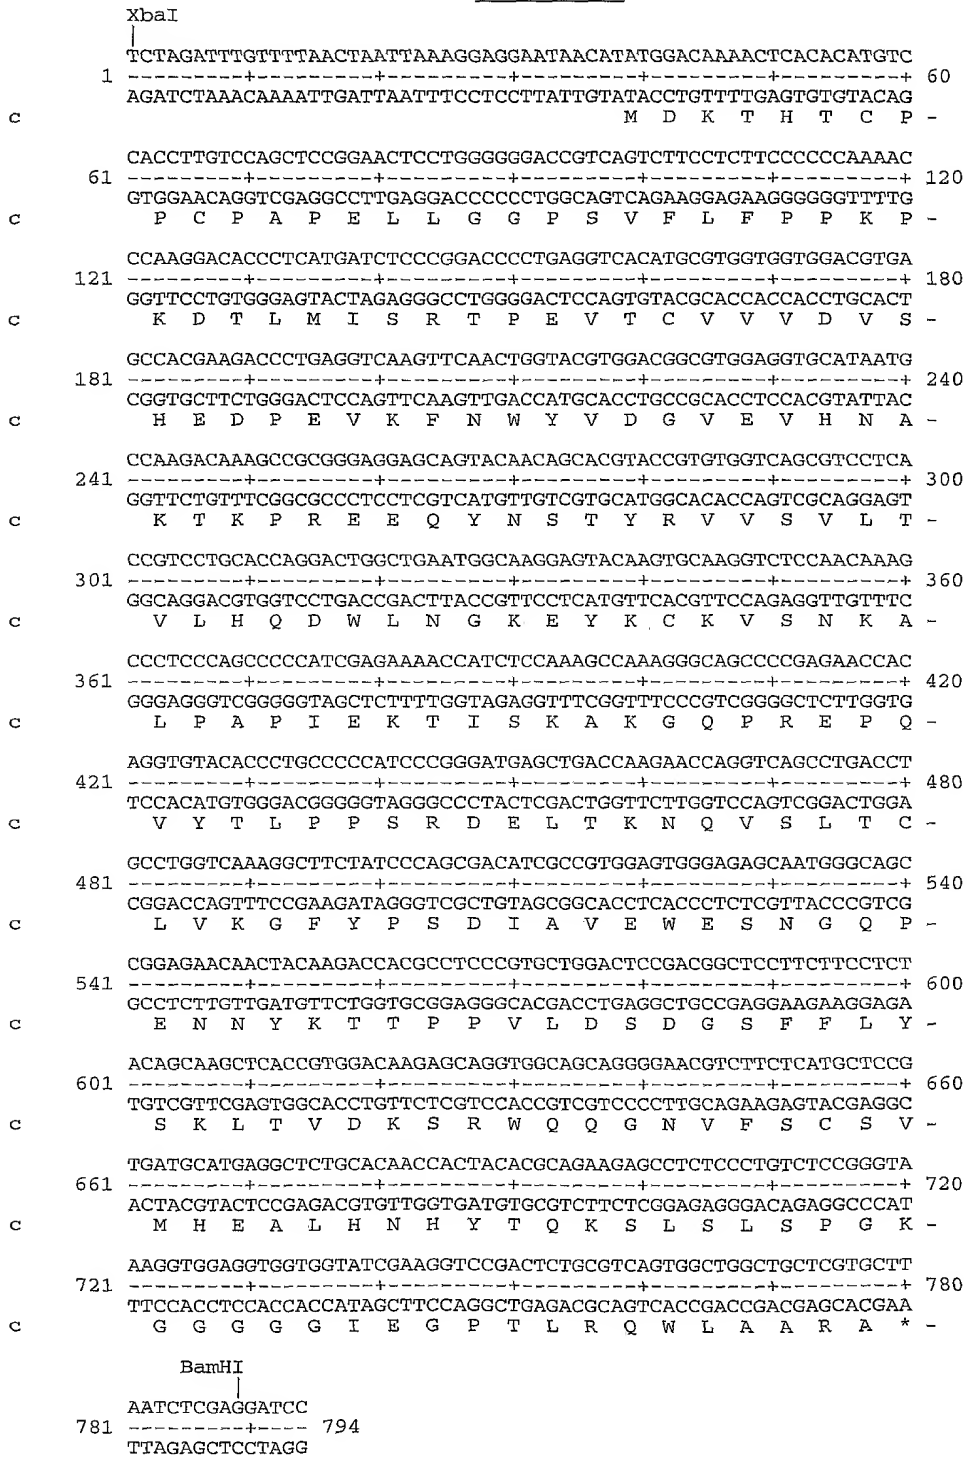 XbaI
TCTAGATTTGTTTTAACTAATTAAAGGAGGAATAACATATGGACAAAACTCACACATGTC
1 ---------+---------+---------+---------+---------+---------+ 60
AGATCTAAACAAAATTGATTAATTTCCTCCTTATTGTATACCTGTTTTGAGTGTGTACAG
c M D K T H T C P -
CACCTTGTCCAGCTCCGGAACTCCTGGGGGGACCGTCAGTCTTCCTCTTCCCCCCAAAAC
61 ---------+---------+---------+---------+---------+---------+ 120
GTGGAACAGGTCGAGGCCTTGAGGACCCCCCTGGCAGTCAGAAGGAGAAGGGGGGTTTTG
c P C P A P E L L G G P S V F L F P P K P -
CCAAGGACACCCTCATGATCTCCCGGACCCCTGAGGTCACATGCGTGGTGGTGGACGTGA
121 ---------+---------+---------+---------+---------+---------+ 180
GGTTCCTGTGGGAGTACTAGAGGGCCTGGGGACTCCAGTGTACGCACCACCACCTGCACT
c K D T L M I S R T P E V T C V V V D V S -
GCCACGAAGACCCTGAGGTCAAGTTCAACTGGTACGTGGACGGCGTGGAGGTGCATAATG
181 ---------+---------+---------+---------+---------+---------+ 240
CGGTGCTTCTGGGACTCCAGTTCAAGTTGACCATGCACCTGCCGCACCTCCACGTATTAC
c H E D P E V K F N W Y V D G V E V H N A -
CCAAGACAAAGCCGCGGGAGGAGCAGTACAACAGCACGTACCGTGTGGTCAGCGTCCTCA
241 ---------+---------+---------+---------+---------+---------+ 300
GGTTCTGTTTCGGCGCCCTCCTCGTCATGTTGTCGTGCATGGCACACCAGTCGCAGGAGT
c K T K P R E E Q Y N S T Y R V V S V L T -
CCGTCCTGCACCAGGACTGGCTGAATGGCAAGGAGTACAAGTGCAAGGTCTCCAACAAAG
301 ---------+---------+---------+---------+---------+---------+ 360
GGCAGGACGTGGTCCTGACCGACTTACCGTTCCTCATGTTCACGTTCCAGAGGTTGTTTC
c V L H Q D W L N G K E Y K C K V S N K A -
CCCTCCCAGCCCCCATCGAGAAAACCATCTCCAAAGCCAAAGGGCAGCCCCGAGAACCAC
361 ---------+---------+---------+---------+---------+---------+ 420
GGGAGGGTCGGGGGTAGCTCTTTTGGTAGAGGTTTCGGTTTCCCGTCGGGGCTCTTGGTG
c L P A P I E K T I S K A K G Q P R E P Q -
AGGTGTACACCCTGCCCCCATCCCGGGATGAGCTGACCAAGAACCAGGTCAGCCTGACCT
421 ---------+---------+---------+---------+---------+---------+ 480
TCCACATGTGGGACGGGGGTAGGGCCCTACTCGACTGGTTCTTGGTCCAGTCGGACTGGA
c V Y T L P P S R D E L T K N Q V S L T C -
GCCTGGTCAAAGGCTTCTATCCCAGCGACATCGCCGTGGAGTGGGAGAGCAATGGGCAGC
481 ---------+---------+---------+---------+---------+---------+ 540
CGGACCAGTTTCCGAAGATAGGGTCGCTGTAGCGGCACCTCACCCTCTCGTTACCCGTCG
c L V K G F Y P S D I A V E W E S N G Q P -
CGGAGAACAACTACAAGACCACGCCTCCCGTGCTGGACTCCGACGGCTCCTTCTTCCTCT
541 ---------+---------+---------+---------+---------+---------+ 600
GCCTCTTGTTGATGTTCTGGTGCGGAGGGCACGACCTGAGGCTGCCGAGGAAGAAGGAGA
c E N N Y K T T P P V L D S D G S F F L Y -
ACAGCAAGCTCACCGTGGACAAGAGCAGGTGGCAGCAGGGGAACGTCTTCTCATGCTCCG
601 ---------+---------+---------+---------+---------+---------+ 660
TGTCGTTCGAGTGGCACCTGTTCTCGTCCACCGTCGTCCCCTTGCAGAAGAGTACGAGGC
c S K L T V D K S R W Q Q G N V F S C S V -
TGATGCATGAGGCTCTGCACAACCACTACACGCAGAAGAGCCTCTCCCTGTCTCCGGGTA
661 ---------+---------+---------+---------+---------+---------+ 720
ACTACGTACTCCGAGACGTGTTGGTGATGTGCGTCTTCTCGGAGAGGGACAGAGGCCCAT
c M H E A L H N H Y T Q K S L S L S P G K -
AAGGTGGAGGTGGTGGTATCGAAGGTCCGACTCTGCGTCAGTGGCTGGCTGCTCGTGCTT
721 ---------+---------+---------+---------+---------+---------+ 780
TTCCACCTCCACCACCATAGCTTCCAGGCTGAGACGCAGTCACCGACCGACGAGCACGAA
c G G G G G I E G P T L R Q W L A A R A * -
BamHI
AATCTCGAGGATCC
781 ---------+---- 794
TTAGAGCTCCTAGG